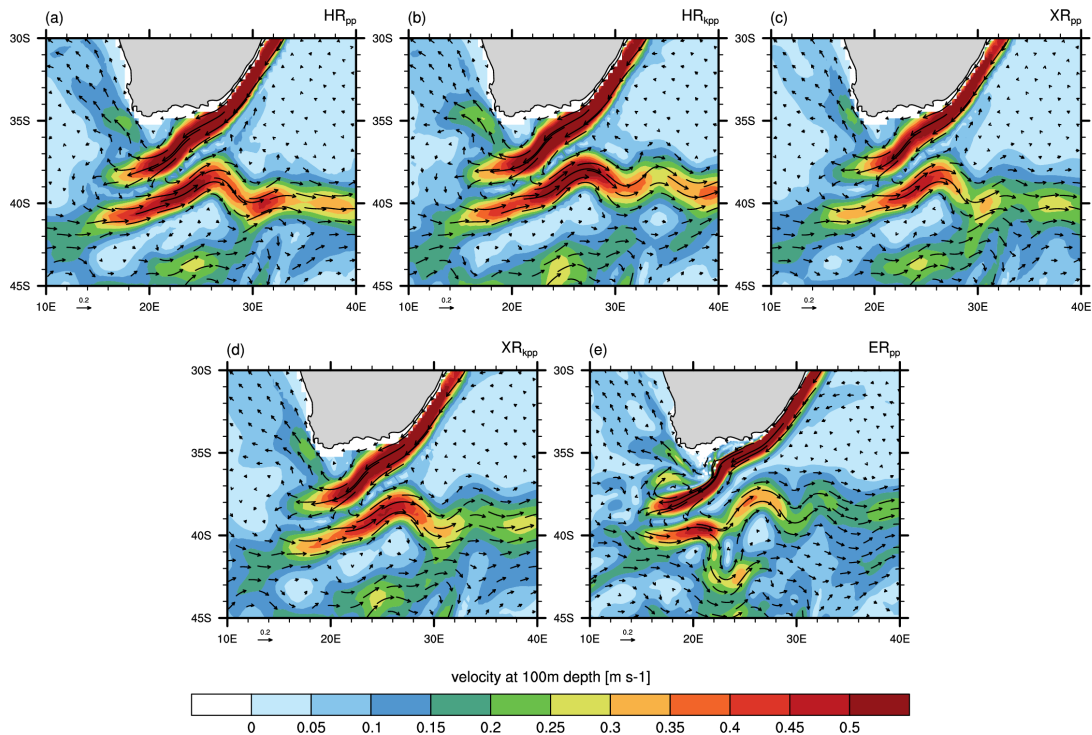 (a) HRpp
(b) HRkpp
(c) XRpp
30S 30S 30S
35S 35S 35S
40S 40S 40S
45S 45S 45S
10E 20E 30E 40E 10E 20E 30E 40E 10E 20E 30E 40E
0.2 0.2 0.2
(d) XRkpp
(e) ERpp
30S 30S
35S 35S
40S 40S
45S 45S
10E 20E 30E 40E 10E 20E 30E 40E
0.2 0.2
velocity at 100m depth [m s-1]
0 0.05 0.1 0.15 0.2 0.25 0.3 0.35 0.4 0.45 0.5